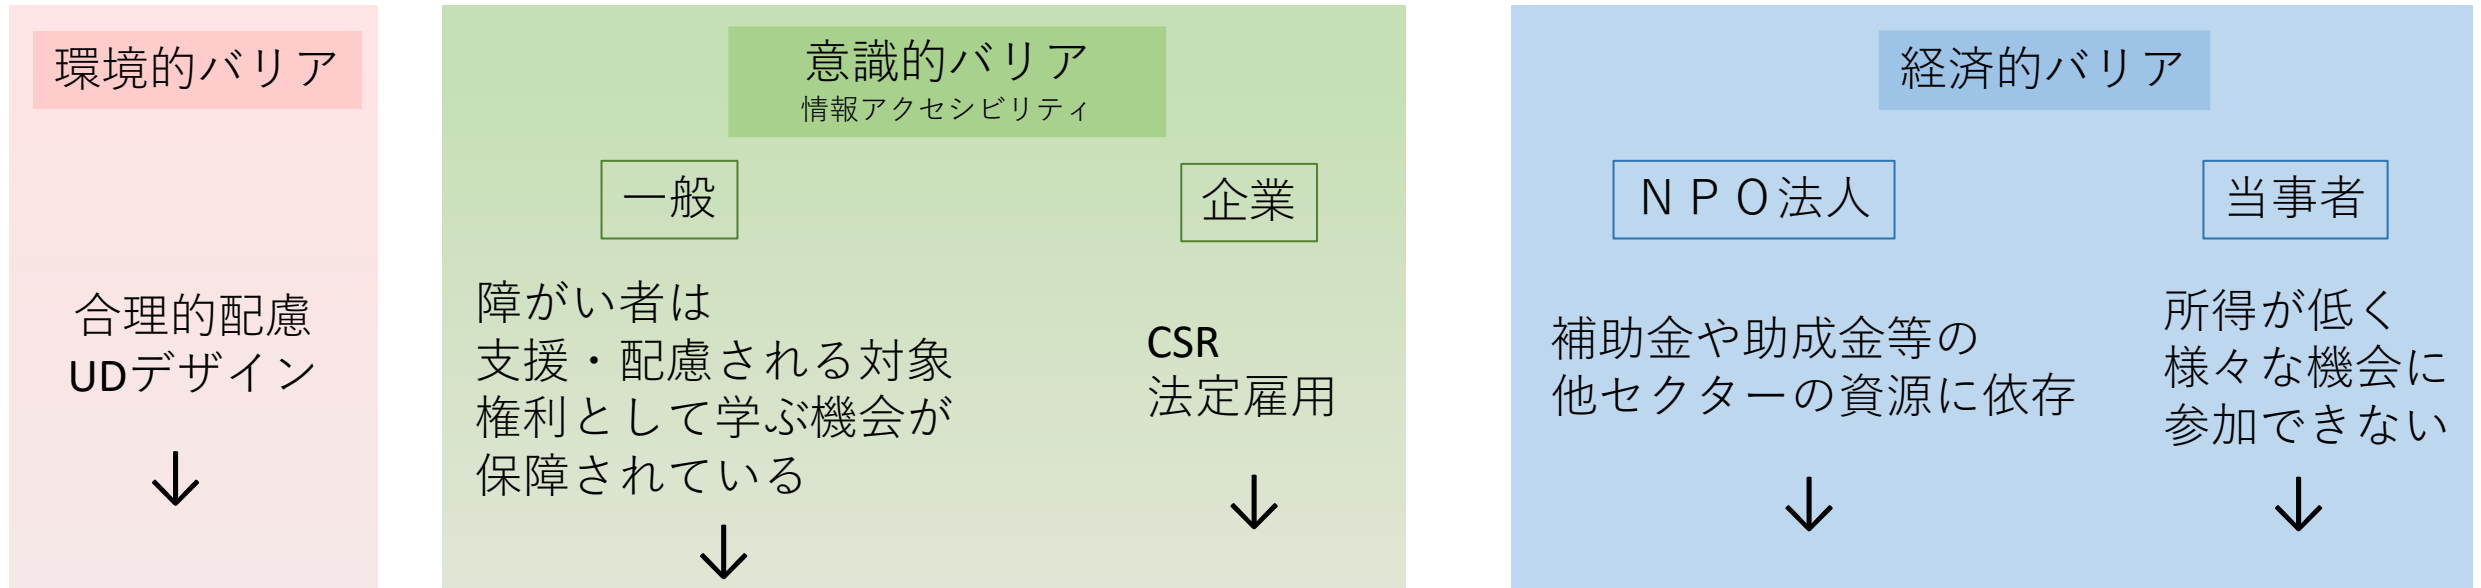 環境的バリア
合理的配慮
UDデザイン
↓
意識的バリア
情報アクセシビリティ
一般
障がい者は
支援・配慮される対象
権利として学ぶ機会が
保障されている
↓
企業
CSR
法定雇用
↓
経済的バリア
ＮＰＯ法人
補助金や助成金等の
他セクターの資源に依存
↓
当事者
所得が低く
様々な機会に
参加できない
↓